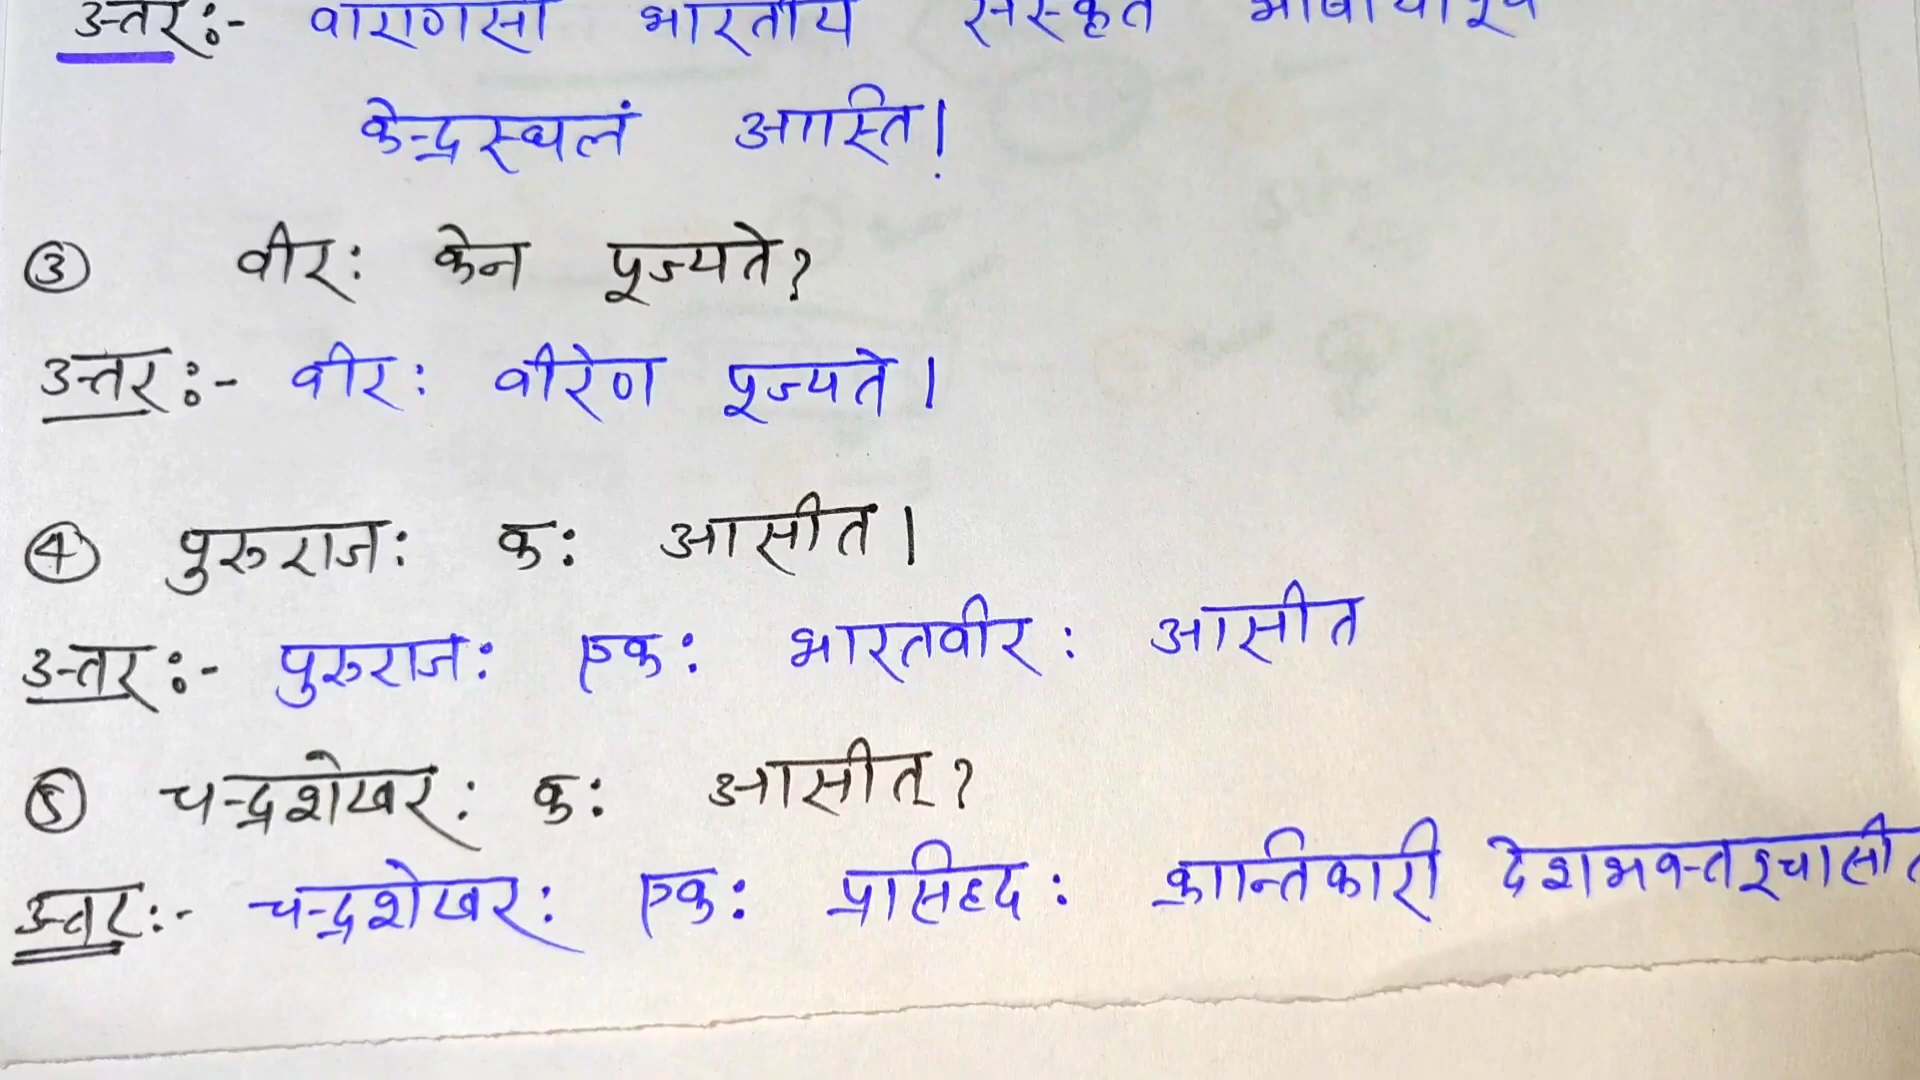 उत्तर:- वाराणसी भारतीय संस्कृत
केन्द्रस्थलं आस्ति।
③ वीर: केन पूज्यते?
उत्तर:- वीर: वीरेण पूज्यते।
④ पुरुराज: क: आसीत।
उत्तर:- पुरुराज: एक: भारतवीर: आसीत
⑤ चन्द्रशेखर: क: आसीत्?
उत्तर:- चन्द्रशेखर: एक: प्रसिद्द: क्रान्तिकारी देशभक्तश्चासीत